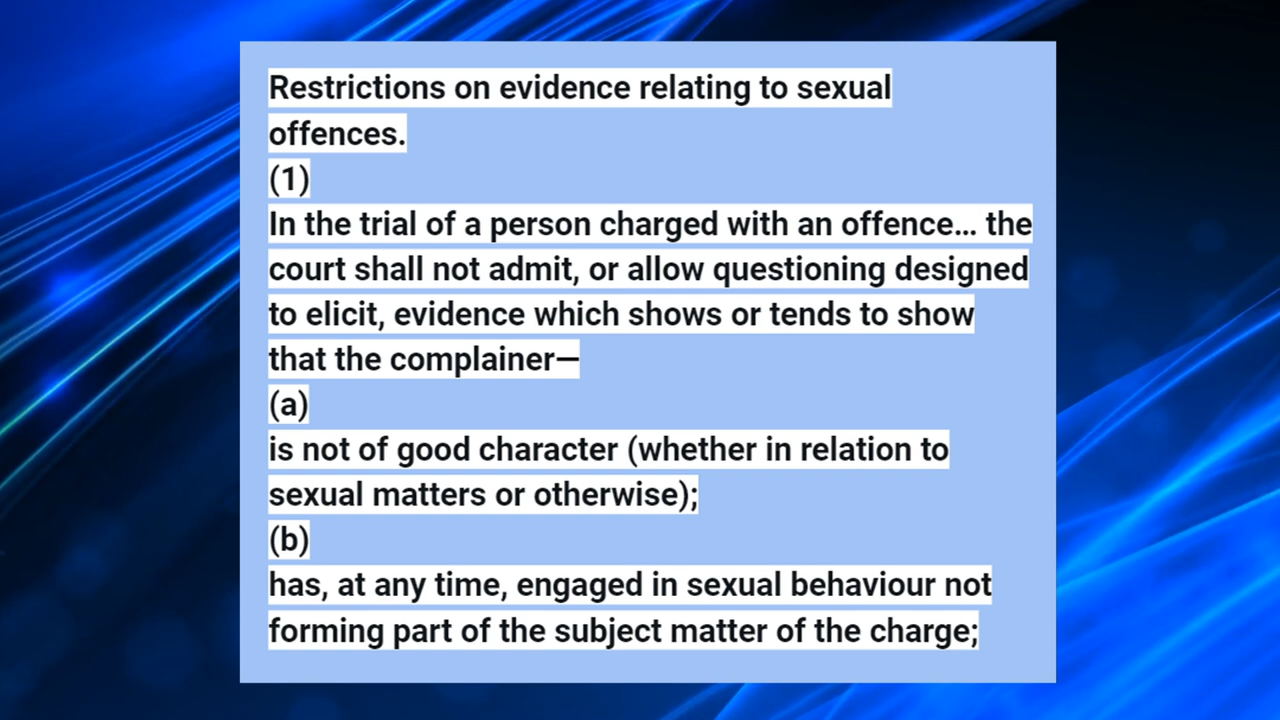 Restrictions on evidence relating to sexual
offences.
(1)
In the trial of a person charged with an offence... the
court shall not admit, or allow questioning designed
to elicit, evidence which shows or tends to show
that the complainer—
(a)
is not of good character (whether in relation to
sexual matters or otherwise);
(b)
has, at any time, engaged in sexual behaviour not
forming part of the subject matter of the charge;